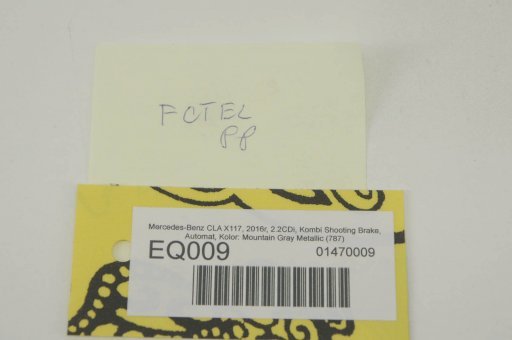 FOTEL
PP
Mercedes-Benz CLA X117, 2016r, 2.2CDi, Kombi Shooting Brake,
Automat, Kolor: Mountain Gray Metallic (787)
EQ009 01470009